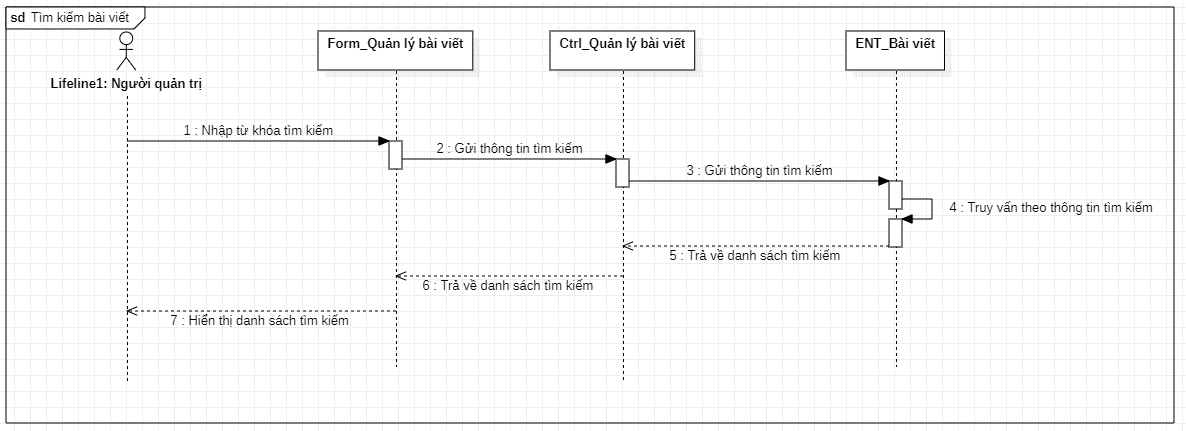 sd Tìm kiếm bài viết
Form_Quản lý bài viết
Ctrl_Quản lý bài viết
ENT_Bài viết
Lifeline1: Người quản trị
1 : Nhập từ khóa tìm kiếm
2 : Gửi thông tin tìm kiếm
3 : Gửi thông tin tìm kiếm
4 : Truy vấn theo thông tin tìm kiếm
5 : Trả về danh sách tìm kiếm
6 : Trả về danh sách tìm kiếm
7 : Hiển thị danh sách tìm kiếm